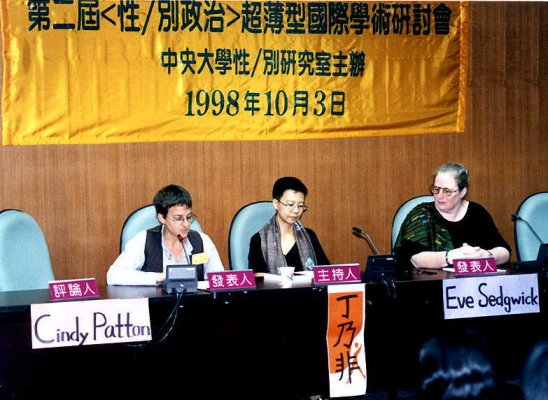 第二屆<性/別政治>超薄型國際學術研討會
中央大學性/別研究室主辦
1998年10月3日
評論人
發表人
主持人
發表人
Cindy Patton
丁乃非
Eve Sedgwick